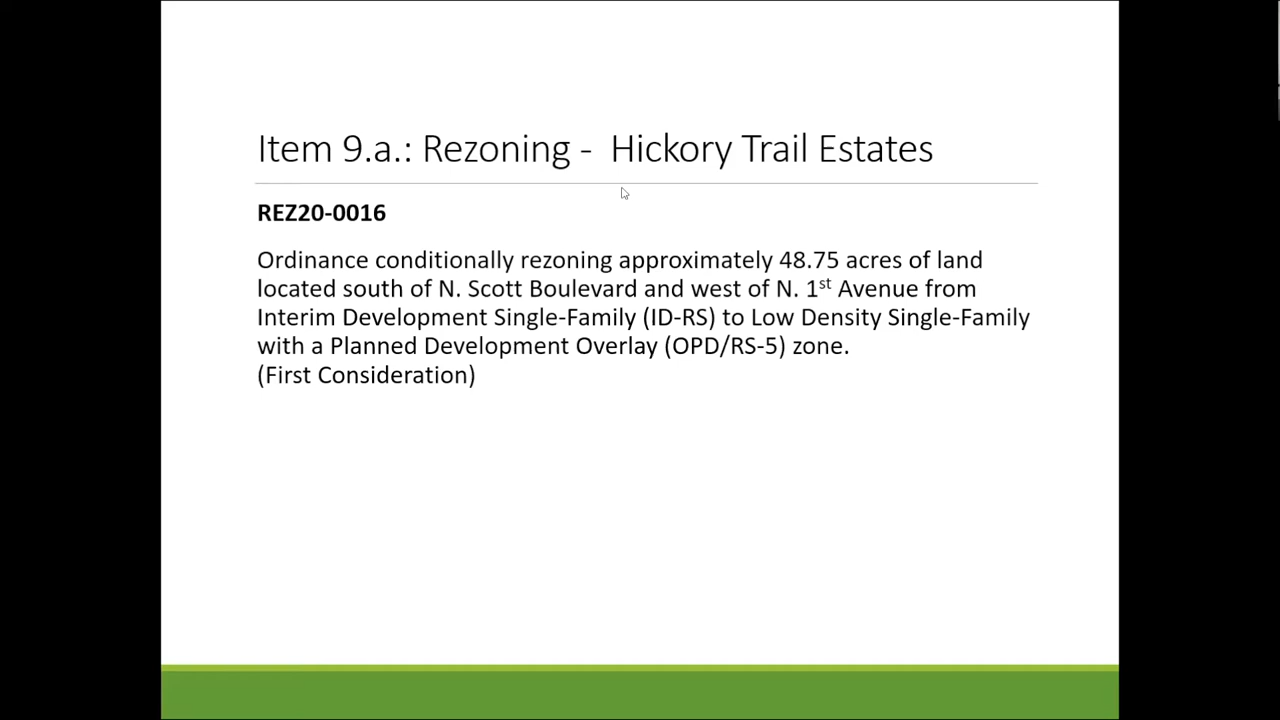 Item 9.a.: Rezoning -  Hickory Trail Estates
REZ20-0016
Ordinance conditionally rezoning approximately 48.75 acres of land
located south of N. Scott Boulevard and west of N. 1st Avenue from
Interim Development Single-Family (ID-RS) to Low Density Single-Family
with a Planned Development Overlay (OPD/RS-5) zone.
(First Consideration)